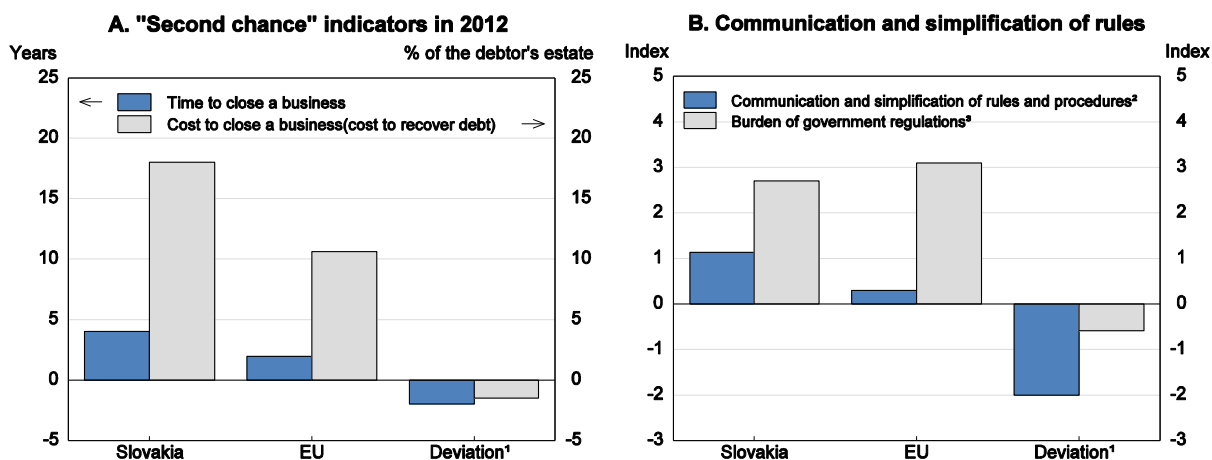 A. "Second chance" indicators in 2012
Years
% of the debtor's estate
25
25
Time to close a business
Cost to close a business(cost to recover debt)
20
20
15
15
10
10
5
5
0
0
-5
-5
Slovakia
EU
Deviation¹
B. Communication and simplification of rules
Index
Index
5
5
Communication and simplification of rules and procedures²
Burden of government regulations³
4
4
3
3
2
2
1
1
0
0
-1
-1
-2
-2
-3
-3
Slovakia
EU
Deviation¹